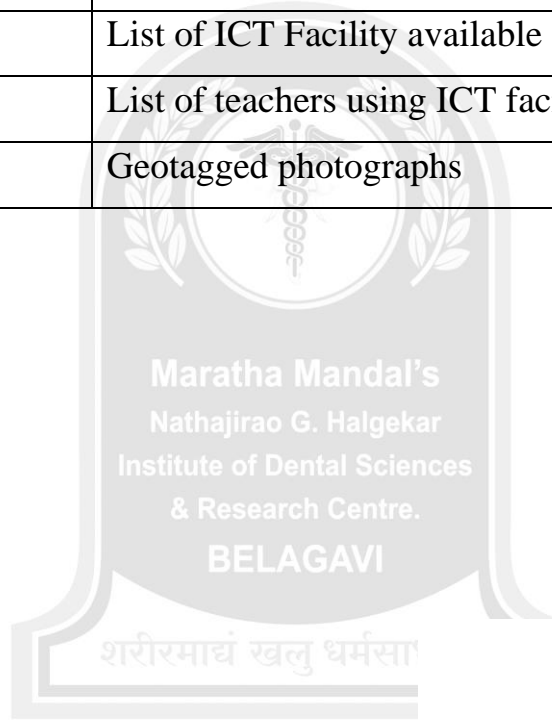 List of ICT Facility available
List of teachers using ICT fac
Geotagged photographs
Maratha Mandal's
Nathajirao G. Halgekar
Institute of Dental Sciences
& Research Centre.
BELAGAVI
शरीरमाद्यं खलु धर्मसा